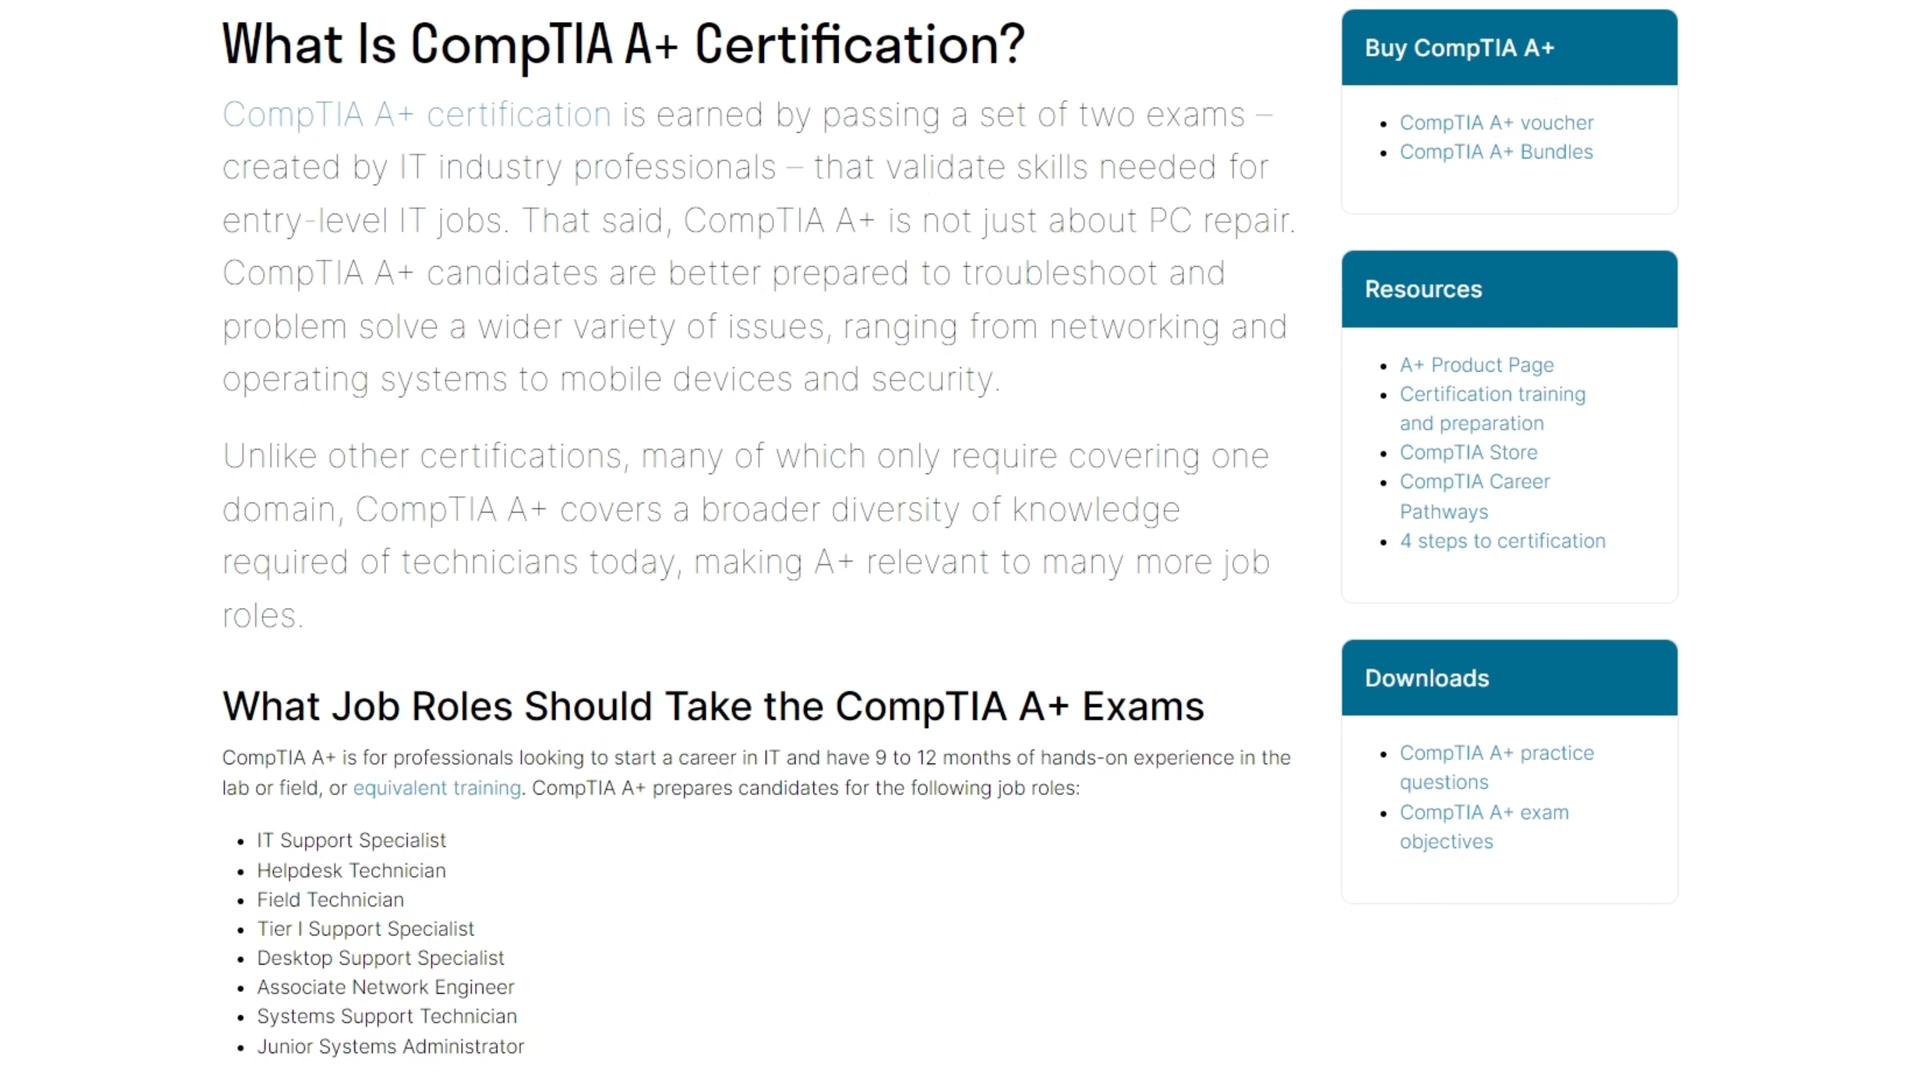 What Is CompTIA A+ Certification?
CompTIA A+ certification is earned by passing a set of two exams –
created by IT industry professionals – that validate skills needed for
entry-level IT jobs. That said, CompTIA A+ is not just about PC repair.
CompTIA A+ candidates are better prepared to troubleshoot and
problem solve a wider variety of issues, ranging from networking and
operating systems to mobile devices and security.
Unlike other certifications, many of which only require covering one
domain, CompTIA A+ covers a broader diversity of knowledge
required of technicians today, making A+ relevant to many more job
roles.
What Job Roles Should Take the CompTIA A+ Exams
CompTIA A+ is for professionals looking to start a career in IT and have 9 to 12 months of hands-on experience in the
lab or field, or equivalent training. CompTIA A+ prepares candidates for the following job roles:
• IT Support Specialist
• Helpdesk Technician
• Field Technician
• Tier I Support Specialist
• Desktop Support Specialist
• Associate Network Engineer
• Systems Support Technician
• Junior Systems Administrator
Buy CompTIA A+
• CompTIA A+ voucher
• CompTIA A+ Bundles
Resources
• A+ Product Page
• Certification training
and preparation
• CompTIA Store
• CompTIA Career
Pathways
• 4 steps to certification
Downloads
• CompTIA A+ practice
questions
• CompTIA A+ exam
objectives